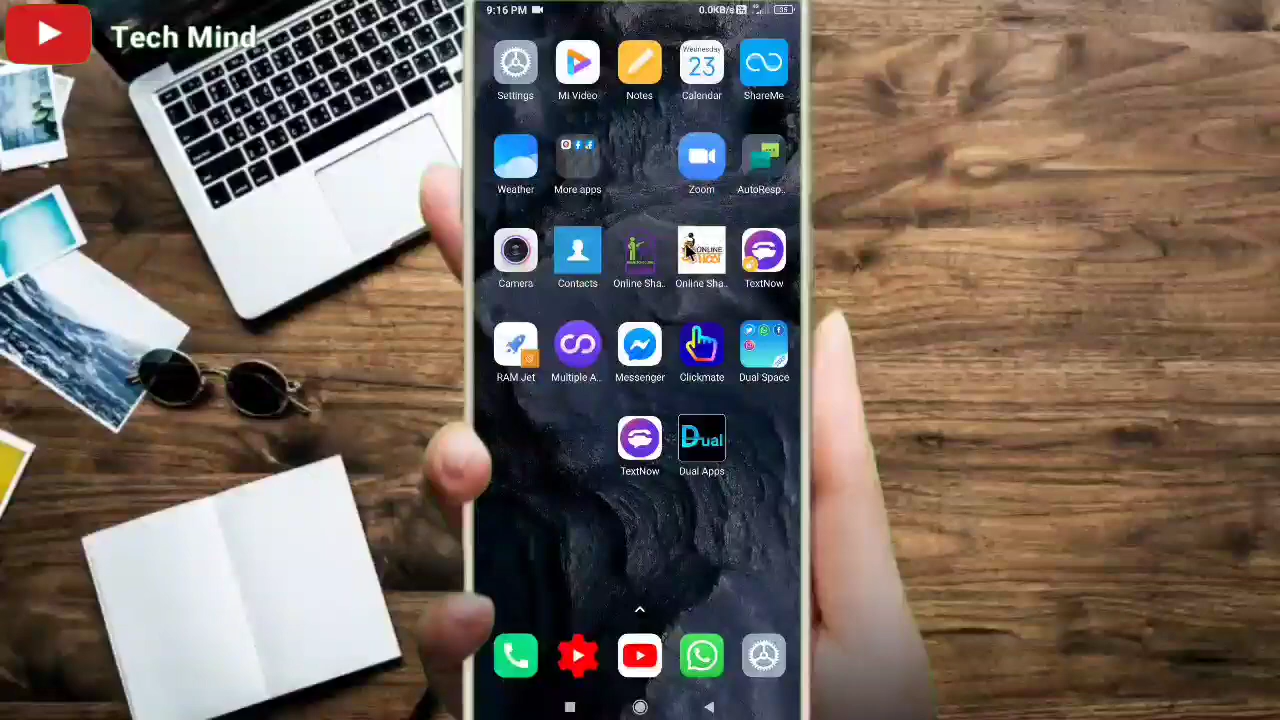 Tech Mind
9:16 PM
0.0KB/s
Settings
Mi Video
Notes
Wednesday
23
Calendar
ShareMe
Weather
More apps
Zoom
AutoResp..
Camera
Contacts
ONLINE
Online Sha..
Online Sha..
TextNow
RAM Jet
Multiple A..
Messenger
Clickmate
Dual Space
TextNow
Dual
Dual Apps